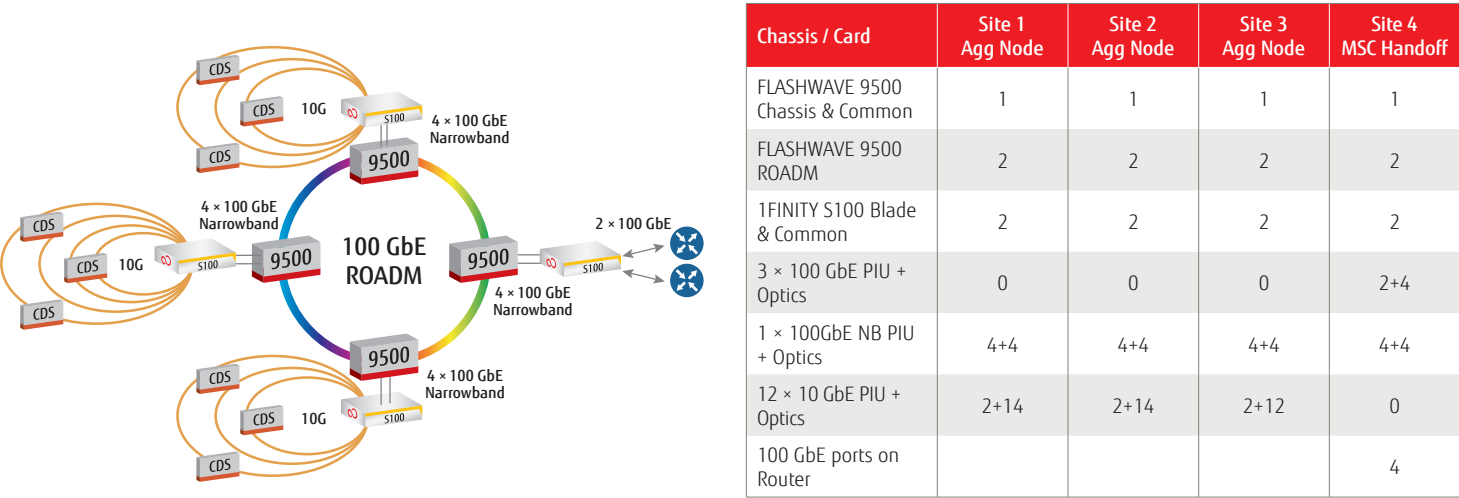 CDS
CDS
10G
CDS
S100
4 × 100 GbE
Narrowband
9500
4 × 100 GbE
Narrowband
CDS
CDS
10G
CDS
S100
9500
100 GbE
ROADM
9500
4 × 100 GbE
Narrowband
S100
2 × 100 GbE
9500
4 × 100 GbE
Narrowband
CDS
CDS
10G
CDS
S100
Chassis / Card
Site 1
Agg Node
Site 2
Agg Node
Site 3
Agg Node
Site 4
MSC Handoff
FLASHWAVE 9500
Chassis & Common
1
1
1
1
FLASHWAVE 9500
ROADM
2
2
2
2
1FINITY S100 Blade
& Common
2
2
2
2
3 × 100 GbE PIU +
Optics
0
0
0
2+4
1 × 100GbE NB PIU
+ Optics
4+4
4+4
4+4
4+4
12 × 10 GbE PIU +
Optics
2+14
2+14
2+12
0
100 GbE ports on
Router
4